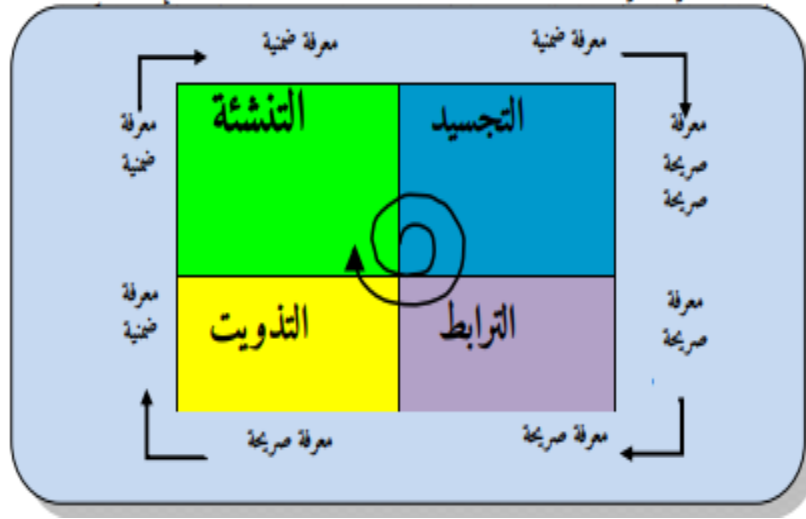 معرفة ضمنية
معرفة ضمنية
معرفة
صريحة
صريحة
معرفة
ضمنية
التجسيد
التنشئة
معرفة
صريحة
معرفة
ضمنية
الترابط
التذويت
معرفة صريحة
معرفة صريحة